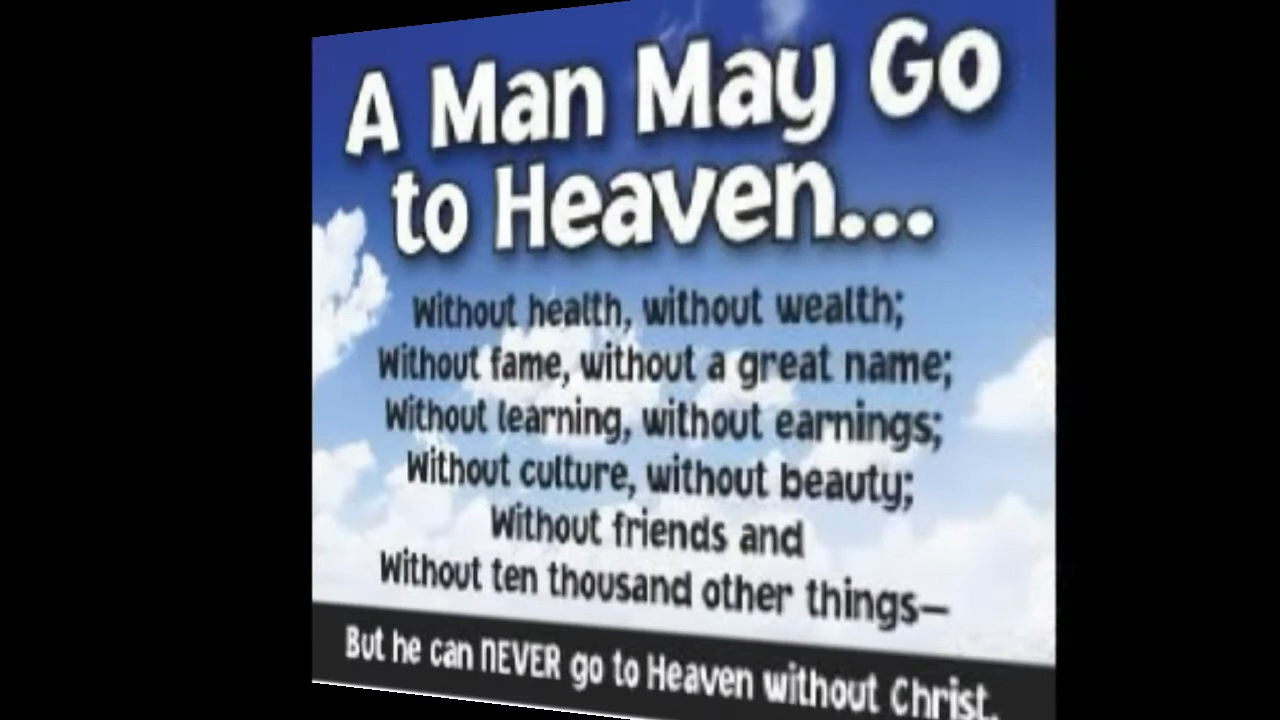 A Man May Go
to Heaven...
Without health, without wealth;
Without fame, without a great name;
Without learning, without earnings;
Without culture, without beauty;
Without friends and
Without ten thousand other things—
But he can NEVER go to Heaven without Christ.